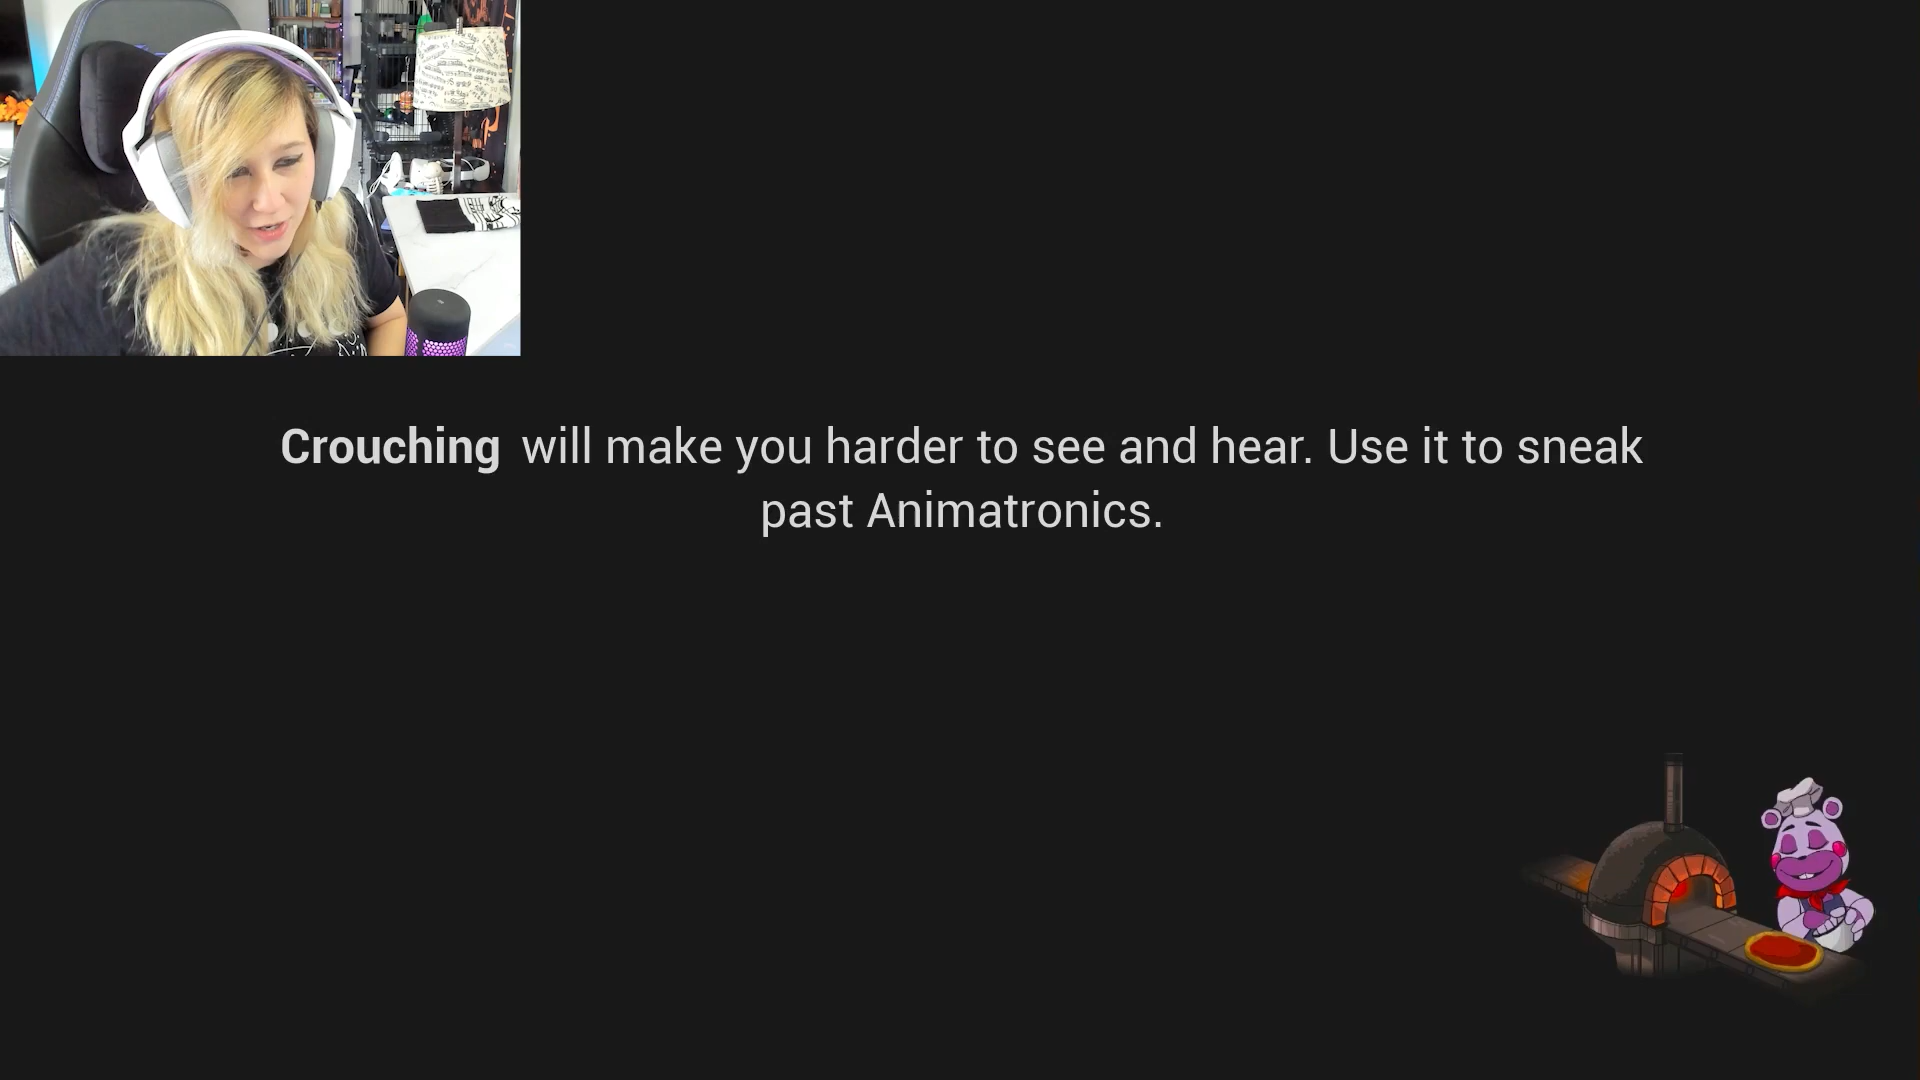 Crouching will make you harder to see and hear. Use it to sneak
past Animatronics.